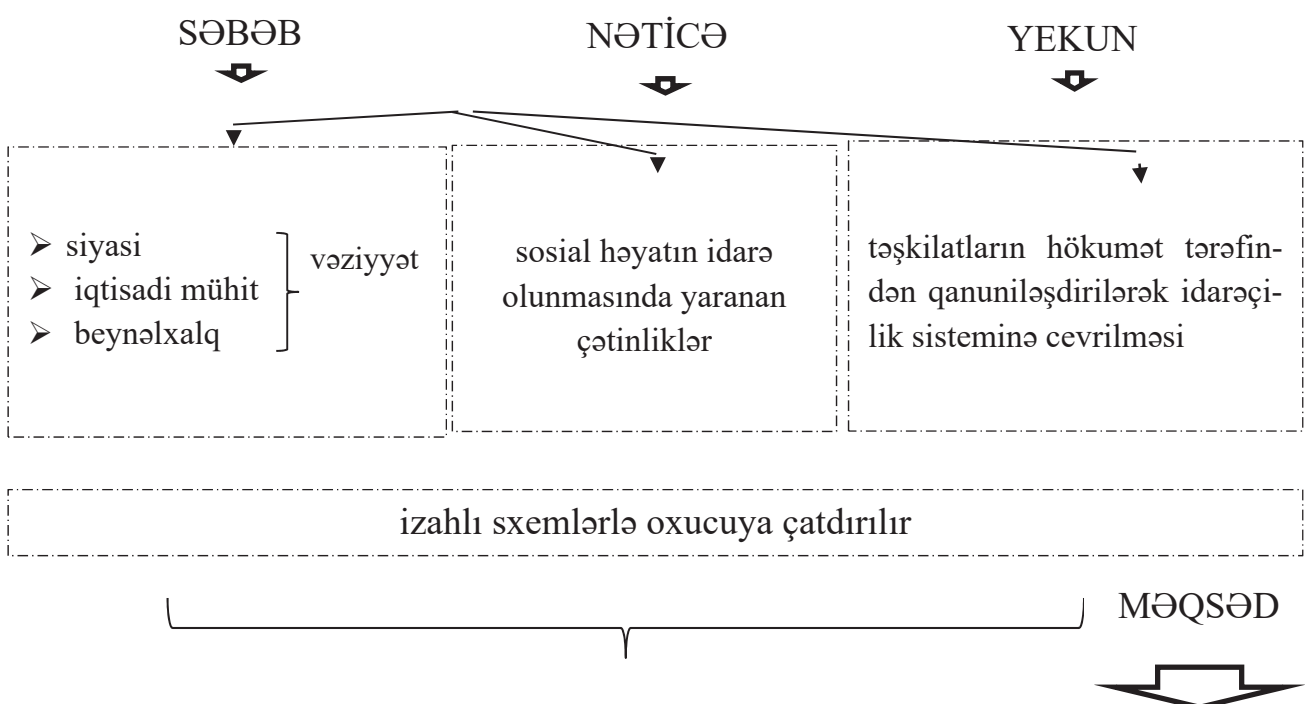 SƏBƏB
NƏTİCƏ
YEKUN
➢ siyasi
➢ iqtisadi mühit
➢ beynəlxalq
vəziyyət
sosial həyatın idarə
olunmasında yaranan
çətinliklər
təşkilatların hökumət tərəfin-
dən qanuniləşdirilərək idarəçi-
lik sisteminə cevrilməsi
izahlı sxemlərlə oxucuya çatdırılır
MƏQSƏD